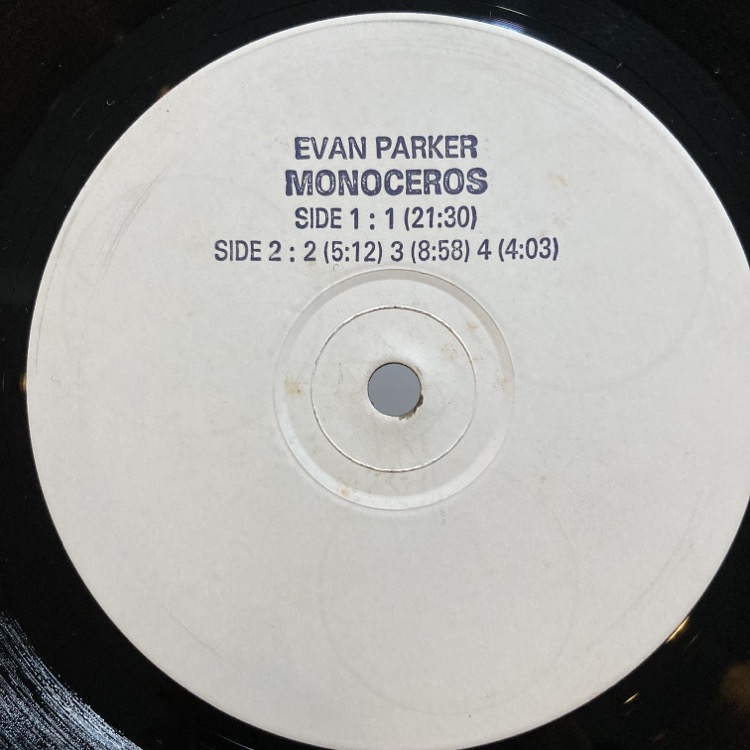 EVAN PARKER
MONOCEROS
SIDE 1 : 1 (21:30)
SIDE 2 : 2 (5:12) 3 (8:58) 4 (4:03)